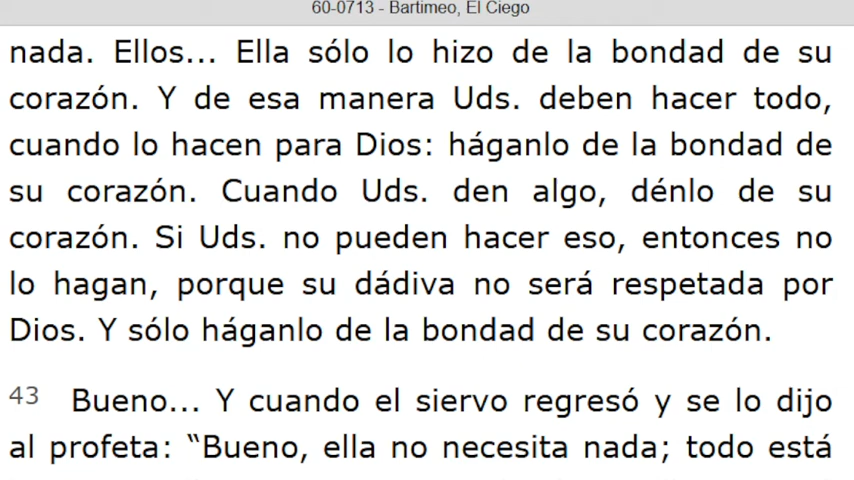 60-0713 - Bartimeo, El Ciego
nada. Ellos... Ella sólo lo hizo de la bondad de su
corazón. Y de esa manera Uds. deben hacer todo,
cuando lo hacen para Dios: háganlo de la bondad de
su corazón. Cuando Uds. den algo, dénlo de su
corazón. Si Uds. no pueden hacer eso, entonces no
lo hagan, porque su dádiva no será respetada por
Dios. Y sólo háganlo de la bondad de su corazón.
43 Bueno... Y cuando el siervo regresó y se lo dijo
al profeta: “Bueno, ella no necesita nada; todo está